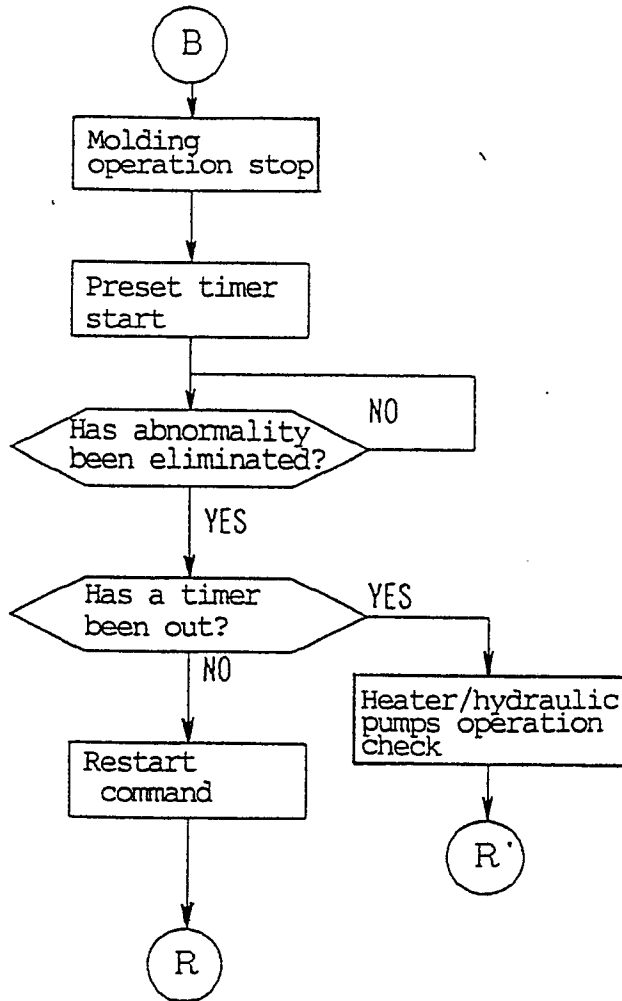 B
Molding
operation stop
Preset timer
start
NO
Has abnormality
been eliminated?
YES
Has a timer
been out?
YES
NO
Heater/hydraulic
pumps operation
check
Restart
command
R'
R